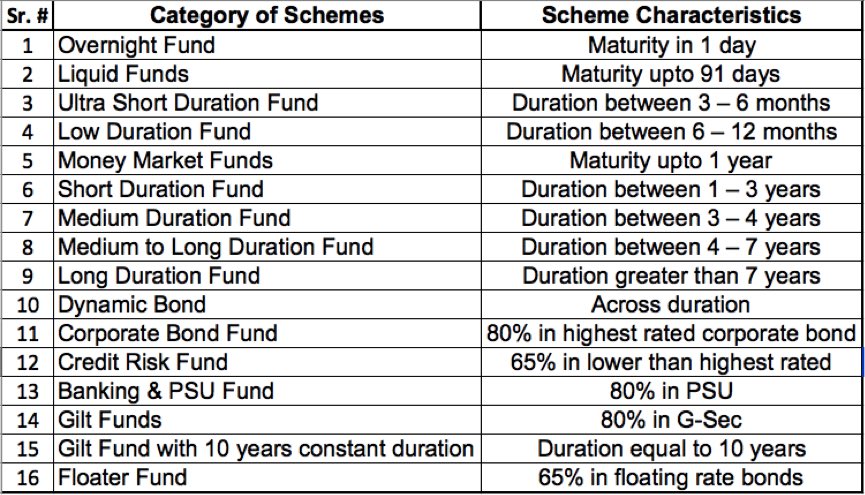 Sr. # Category of Schemes Scheme Characteristics
1 Overnight Fund Maturity in 1 day
2 Liquid Funds Maturity upto 91 days
3 Ultra Short Duration Fund Duration between 3 – 6 months
4 Low Duration Fund Duration between 6 – 12 months
5 Money Market Funds Maturity upto 1 year
6 Short Duration Fund Duration between 1 – 3 years
7 Medium Duration Fund Duration between 3 – 4 years
8 Medium to Long Duration Fund Duration between 4 – 7 years
9 Long Duration Fund Duration greater than 7 years
10 Dynamic Bond Across duration
11 Corporate Bond Fund 80% in highest rated corporate bond
12 Credit Risk Fund 65% in lower than highest rated
13 Banking & PSU Fund 80% in PSU
14 Gilt Funds 80% in G-Sec
15 Gilt Fund with 10 years constant duration Duration equal to 10 years
16 Floater Fund 65% in floating rate bonds